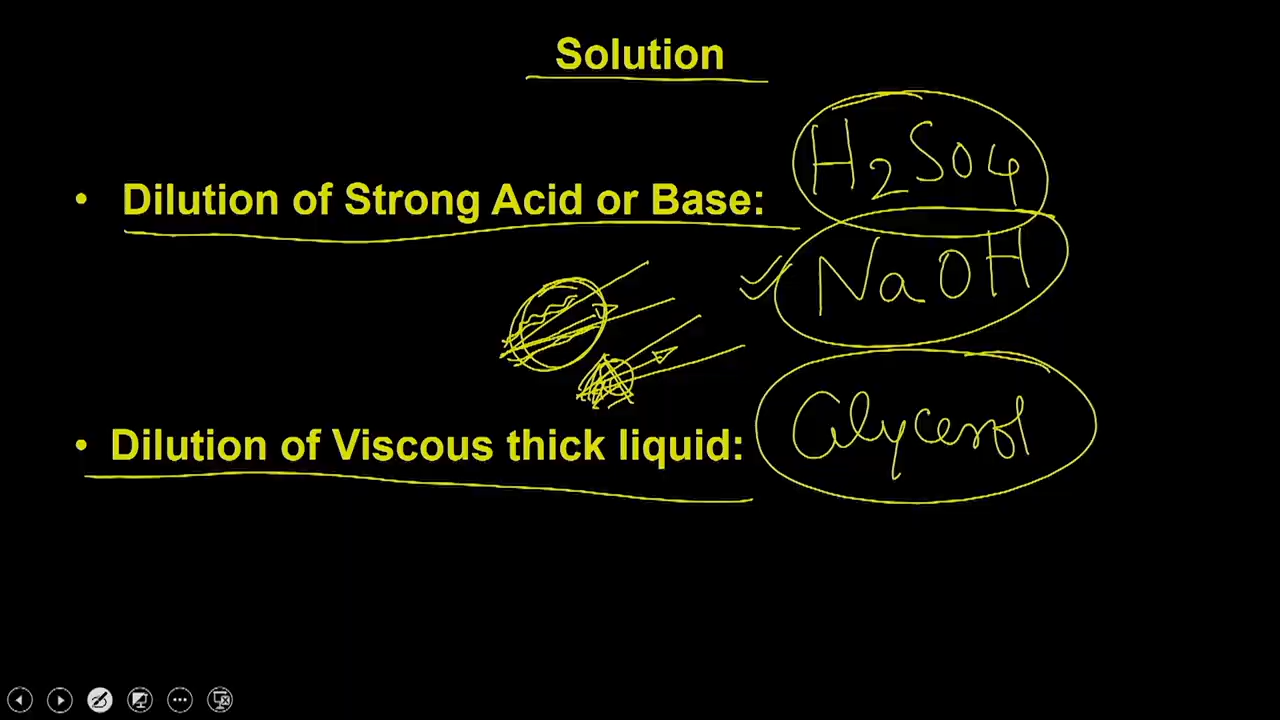 Solution
• Dilution of Strong Acid or Base:
H2SO4
NaOH
• Dilution of Viscous thick liquid:
Glycerol